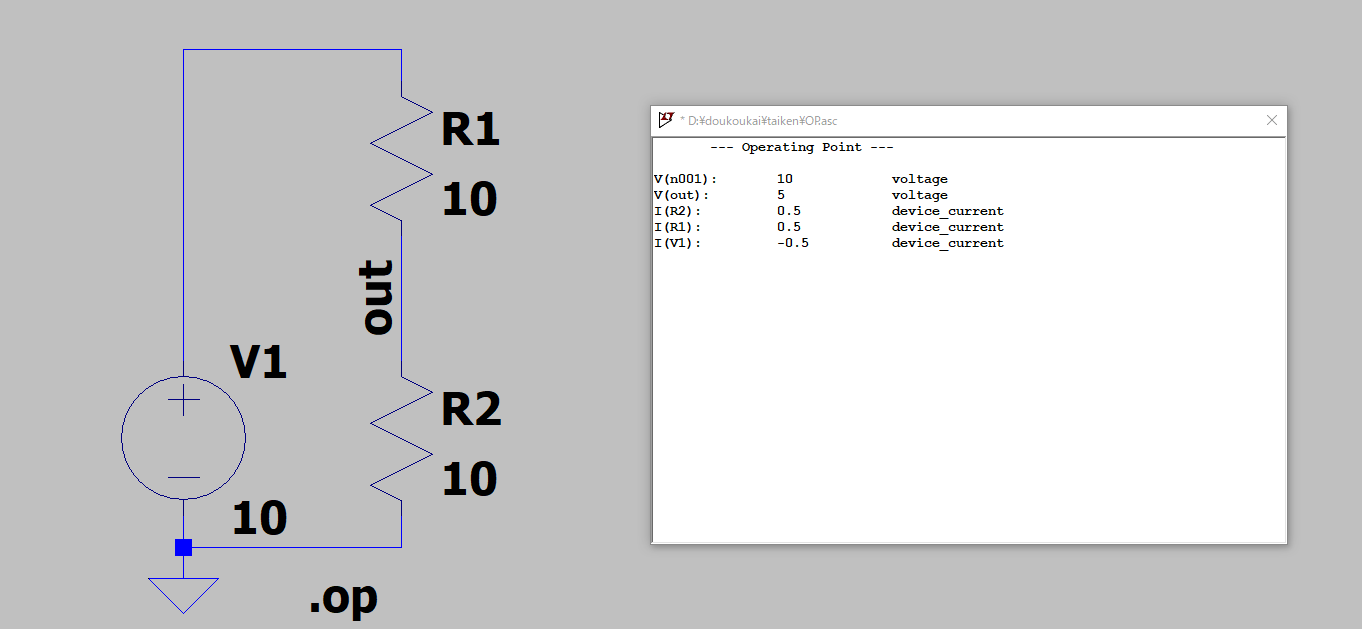 R1
10
out
V1
10
R2
10
.op
* D:¥doukoukai¥taiken¥OP.asc
--- Operating Point ---
V(n001): 10 voltage
V(out): 5 voltage
I(R2): 0.5 device_current
I(R1): 0.5 device_current
I(V1): -0.5 device_current